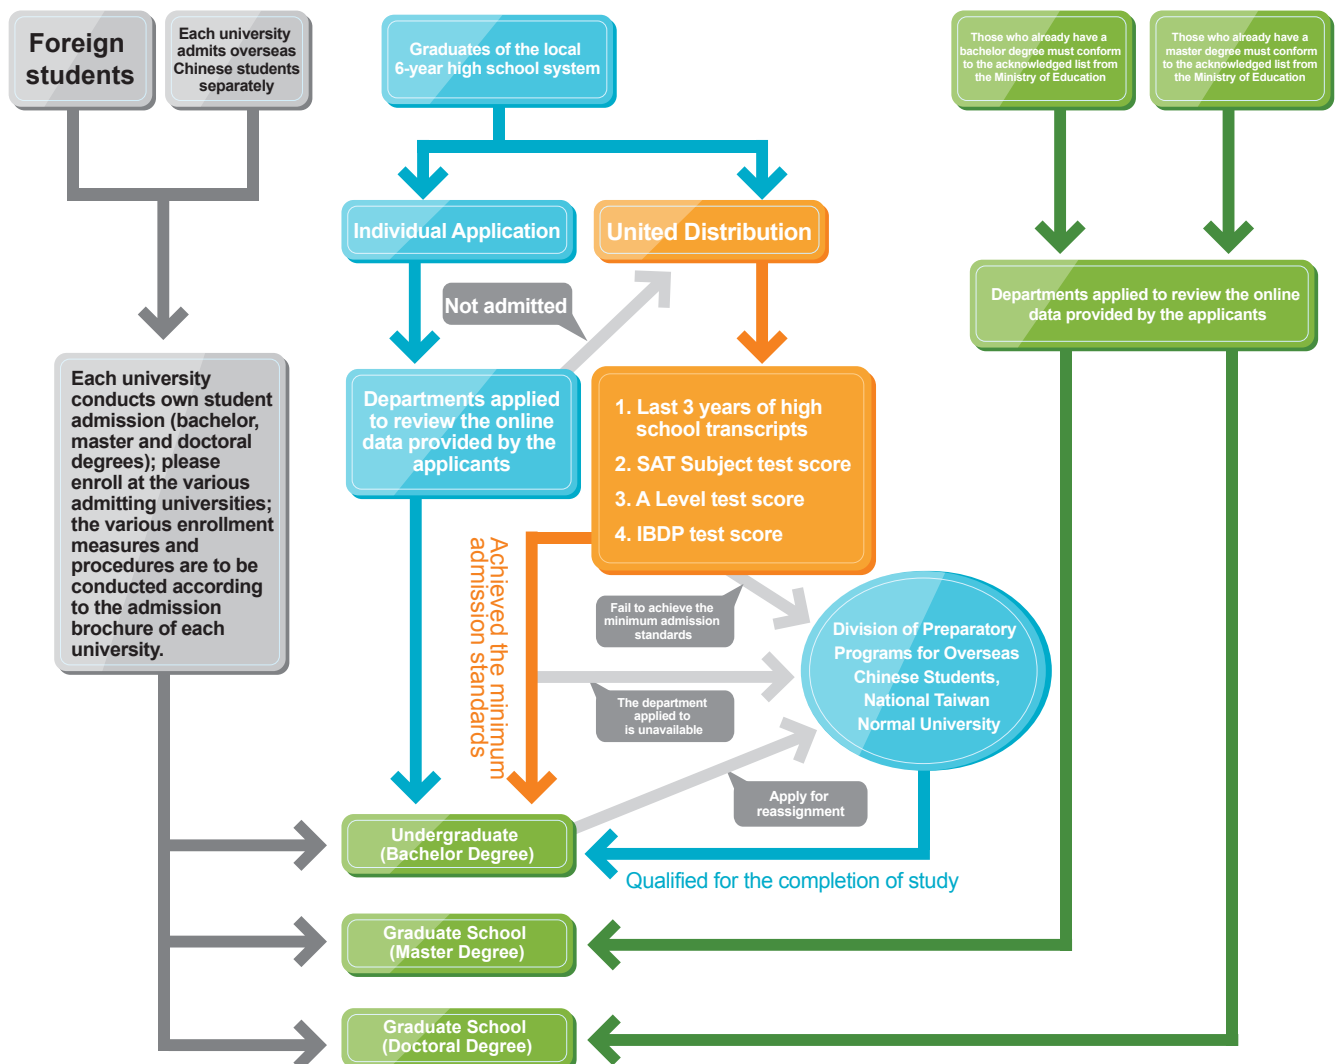 Foreign
students
Each university
admits overseas
Chinese students
separately
Graduates of the local
6-year high school system
Those who already have a
bachelor degree must conform
to the acknowledged list from
the Ministry of Education
Those who already have a
master degree must conform
to the acknowledged list from
the Ministry of Education
Individual Application
United Distribution
Not admitted
Departments applied to review the online
data provided by the applicants
Each university
conducts own student
admission (bachelor,
master and doctoral
degrees); please
enroll at the various
admitting universities;
the various enrollment
measures and
procedures are to be
conducted according
to the admission
brochure of each
university.
Departments applied
to review the online
data provided by the
applicants
1. Last 3 years of high
school transcripts
2. SAT Subject test score
3. A Level test score
4. IBDP test score
Achieved the minimum
admission standards
Fail to achieve the
minimum admission
standards
The department
applied to
is unavailable
Division of Preparatory
Programs for Overseas
Chinese Students,
National Taiwan
Normal University
Apply for
reassignment
Undergraduate
(Bachelor Degree)
Qualified for the completion of study
Graduate School
(Master Degree)
Graduate School
(Doctoral Degree)